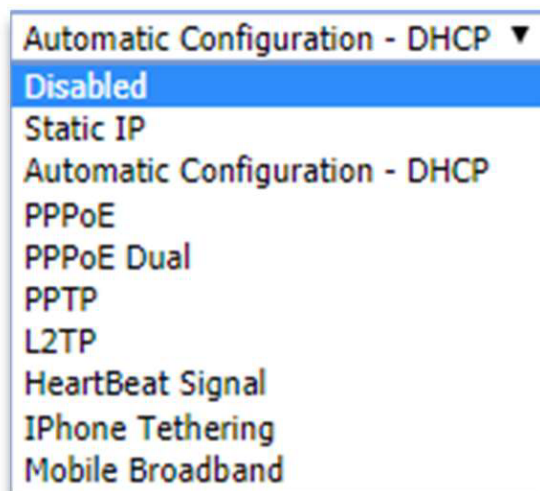 Automatic Configuration - DHCP ▼
Disabled
Static IP
Automatic Configuration - DHCP
PPPoE
PPPoE Dual
PPTP
L2TP
HeartBeat Signal
IPhone Tethering
Mobile Broadband